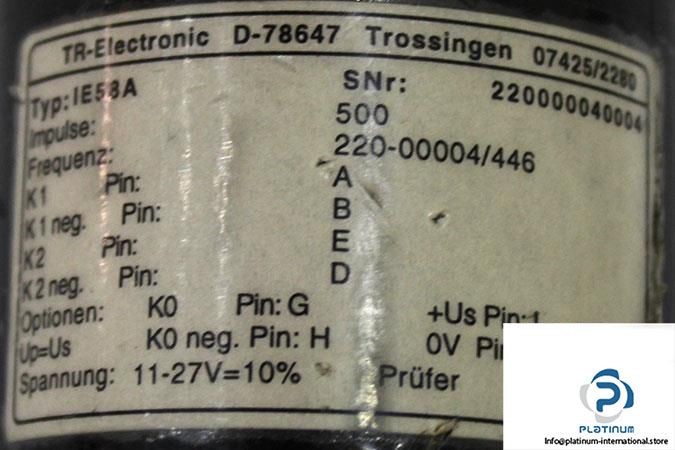 TR-Electronic D-78647 Trossingen 07425/2280
Typ: IE58A SNr: 220000040004
Impulse: 500
Frequenz: 220-00004/446
K1 Pin: A
K1 neg. Pin: B
K2 Pin: E
K2 neg. Pin: D
Optionen: K0 Pin: G +Us Pin:
Up=Us K0 neg. Pin: H 0V
Spannung: 11-27V=10% Prüfer
PLATINUM
Info@platinum-international.store